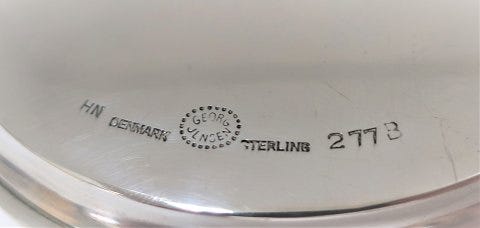 HN DENMARK GEORG JENSEN STERLING 277B